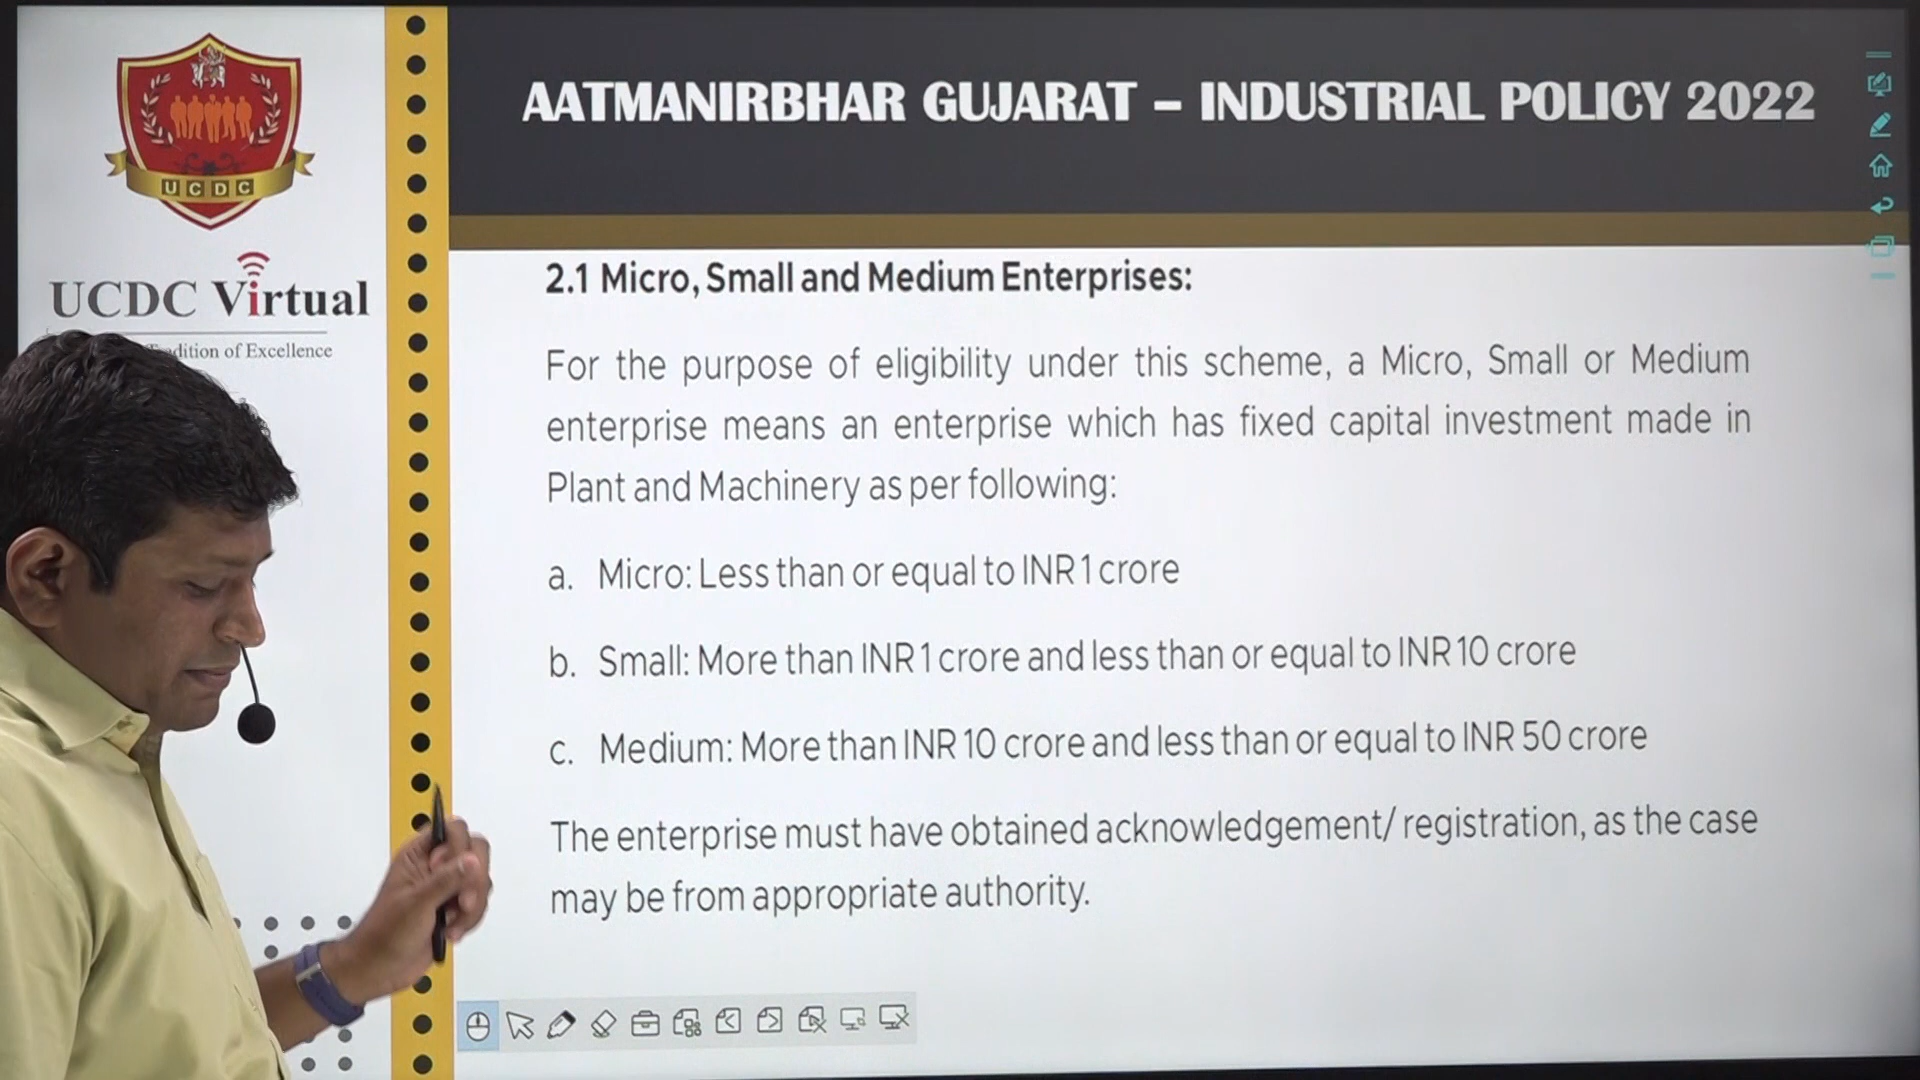 UCDC
UCDC Virtual
dition of Excellence
AATMANIRBHAR GUJARAT – INDUSTRIAL POLICY 2022
2.1 Micro, Small and Medium Enterprises:
For the purpose of eligibility under this scheme, a Micro, Small or Medium
enterprise means an enterprise which has fixed capital investment made in
Plant and Machinery as per following:
a. Micro: Less than or equal to INR 1 crore
b. Small: More than INR 1 crore and less than or equal to INR 10 crore
c. Medium: More than INR 10 crore and less than or equal to INR 50 crore
The enterprise must have obtained acknowledgement/ registration, as the case
may be from appropriate authority.